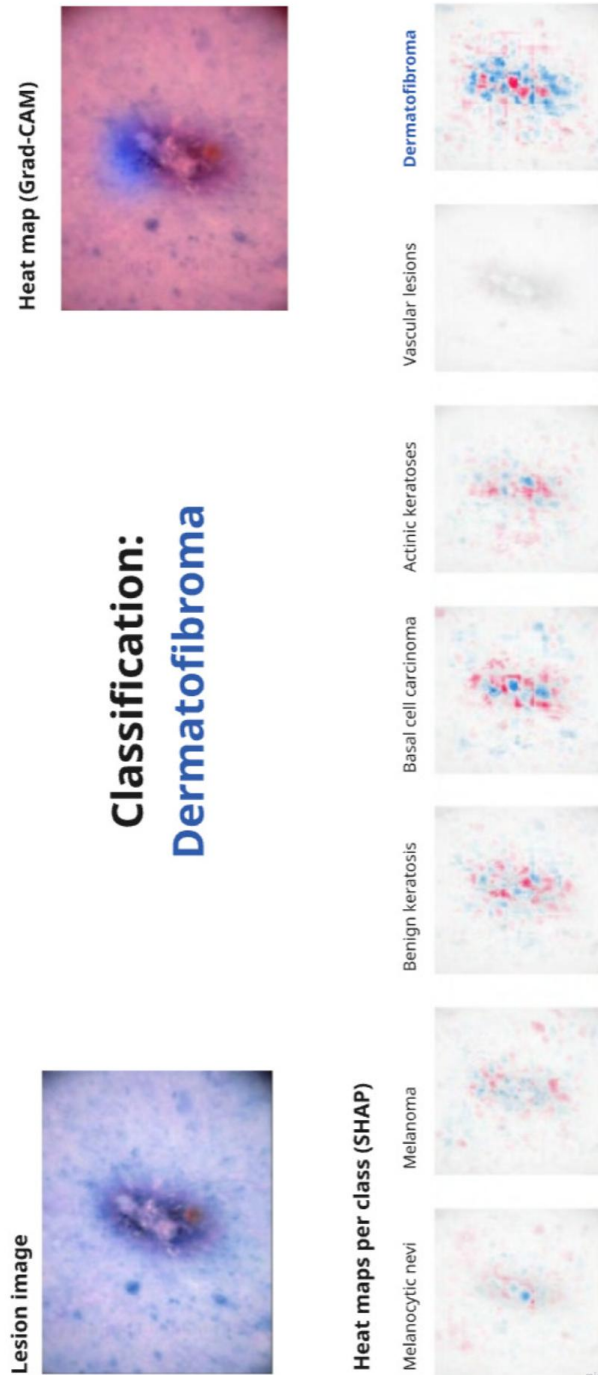 Lesion image
Classification:
Dermatofibroma
Heat map (Grad-CAM)
Heat maps per class (SHAP)
Melanocytic nevi
Melanoma
Benign keratosis
Basal cell carcinoma
Actinic keratoses
Vascular lesions
Dermatofibroma